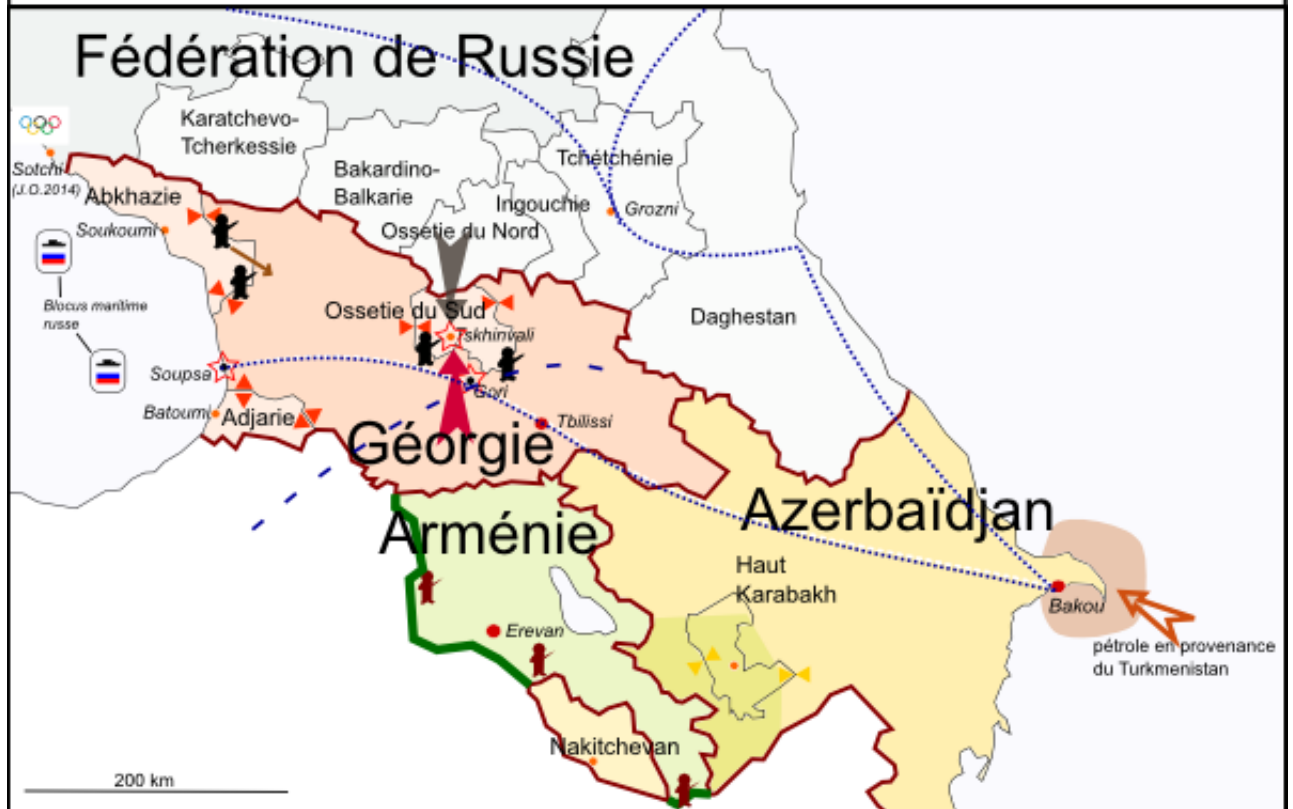 Fédération de Russie
Karatchevo-
Tcherkessie
Bakardino-
Balkarie
Tchétchénie
Ingouchie
Grozni
Ossetie du Nord
Sotchi
(J.O.2014)
Abkhazie
Soukoumi
Blocus maritime
russe
Ossetie du Sud
Tskhinvali
Daghestan
Soupsa
Gori
Batoumi
Adjarie
Tbilissi
Géorgie
Azerbaïdjan
Arménie
Haut
Karabakh
Bakou
Erevan
pétrole en provenance
du Turkmenistan
Nakitchevan
200 km